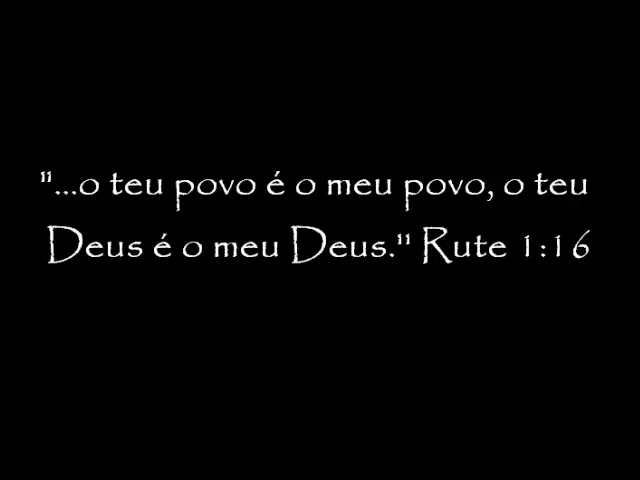 "...o teu povo é o meu povo, o teu
Deus é o meu Deus." Rute 1:16